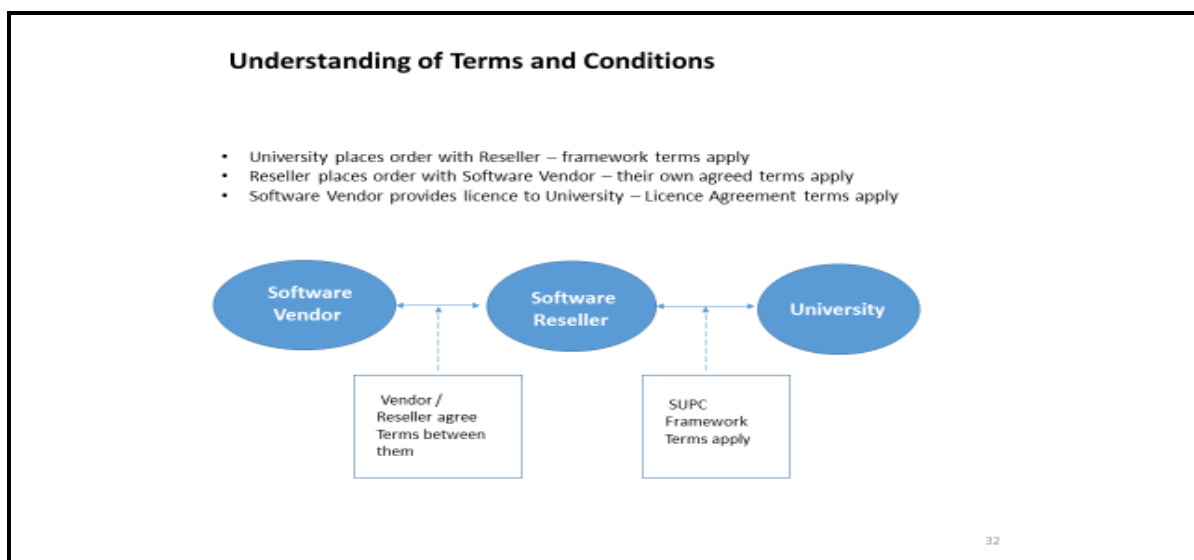 Understanding of Terms and Conditions
• University places order with Reseller – framework terms apply
• Reseller places order with Software Vendor – their own agreed terms apply
• Software Vendor provides licence to University – Licence Agreement terms apply
Software
Vendor
Software
Reseller
University
Vendor /
Reseller agree
Terms between
them
SUPC
Framework
Terms apply
32